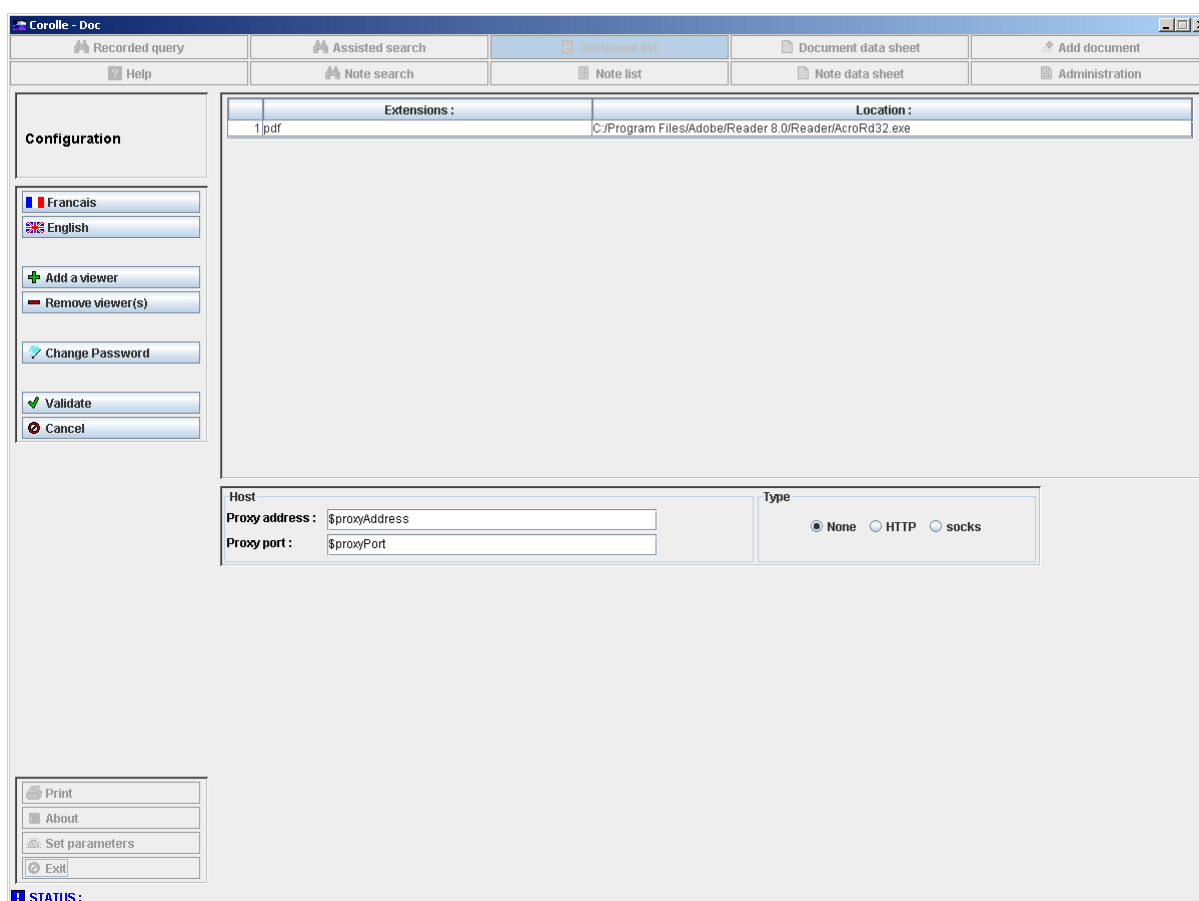 Corolle - Doc
Recorded query Assisted search Document list Document data sheet Add document
Help Note search Note list Note data sheet Administration
Configuration
Extensions : Location :
1 pdf C:/Program Files/Adobe/Reader 8.0/Reader/AcroRd32.exe
Francais
English
Add a viewer
Remove viewer(s)
Change Password
Validate
Cancel
Host Type
Proxy address : $proxyAddress
None HTTP socks
Proxy port : $proxyPort
Print
About
Set parameters
Exit
STATUS :